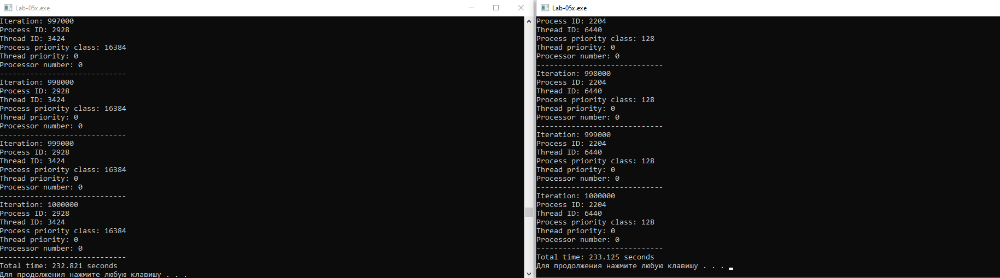 Lab-05x.exe
Iteration: 997000
Process ID: 2928
Thread ID: 3424
Process priority class: 16384
Thread priority: 0
Processor number: 0
-----------------------------
Iteration: 998000
Process ID: 2928
Thread ID: 3424
Process priority class: 16384
Thread priority: 0
Processor number: 0
-----------------------------
Iteration: 999000
Process ID: 2928
Thread ID: 3424
Process priority class: 16384
Thread priority: 0
Processor number: 0
-----------------------------
Iteration: 1000000
Process ID: 2928
Thread ID: 3424
Process priority class: 16384
Thread priority: 0
Processor number: 0
-----------------------------
Total time: 232.821 seconds
Для продолжения нажмите любую клавишу . . .
Lab-05x.exe
Process ID: 2204
Thread ID: 6440
Process priority class: 128
Thread priority: 0
Processor number: 0
-----------------------------
Iteration: 998000
Process ID: 2204
Thread ID: 6440
Process priority class: 128
Thread priority: 0
Processor number: 0
-----------------------------
Iteration: 999000
Process ID: 2204
Thread ID: 6440
Process priority class: 128
Thread priority: 0
Processor number: 0
-----------------------------
Iteration: 1000000
Process ID: 2204
Thread ID: 6440
Process priority class: 128
Thread priority: 0
Processor number: 0
-----------------------------
Total time: 233.125 seconds
Для продолжения нажмите любую клавишу . . .